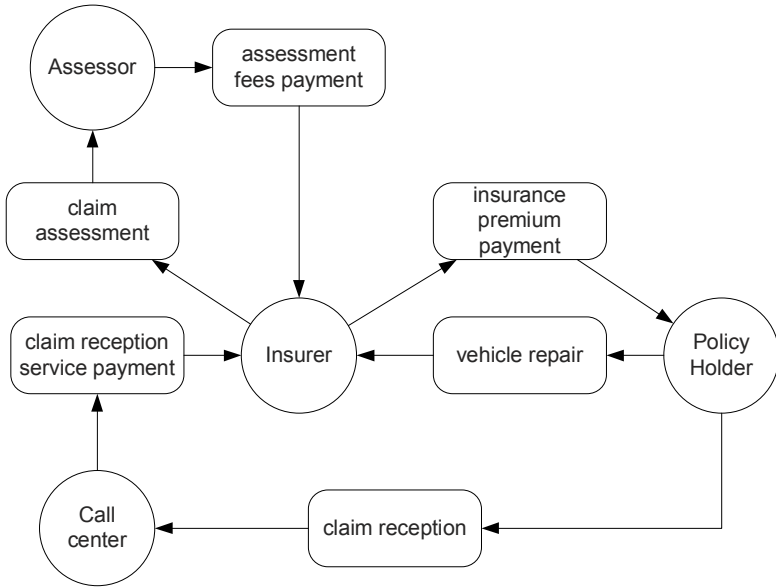 Assessor
assessment
fees payment
claim
assessment
insurance
premium
payment
claim reception
service payment
Insurer
vehicle repair
Policy
Holder
Call
center
claim reception